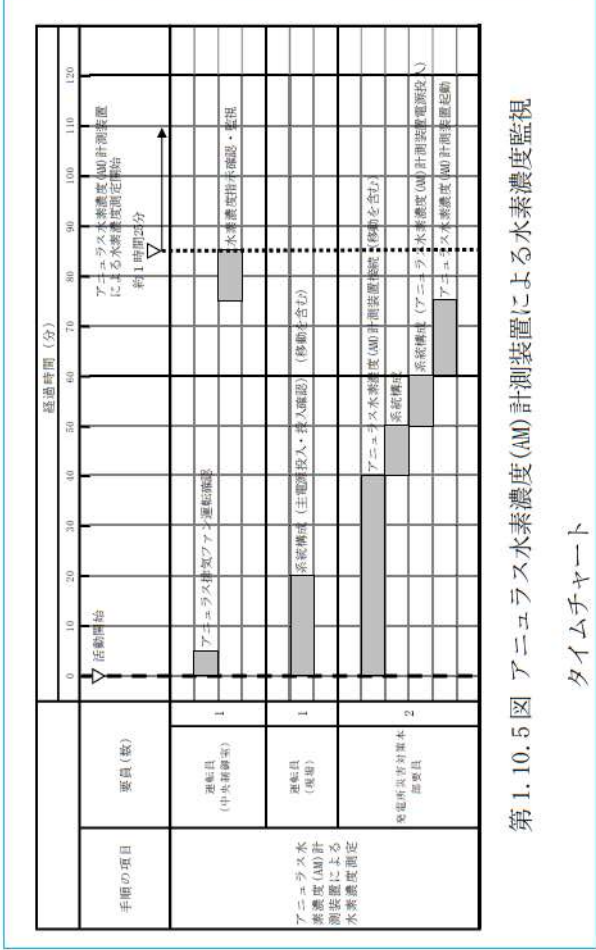 経過時間（分）
手順の項目
要員(数)
0 10 20 30 40 50 60 70 80 90 100 110 120
活動開始
アニュラス水素濃度(AM)計測装置
による水素濃度測定開始
約1時間25分
アニュラス水
素濃度(AM)計
測装置による
水素濃度測定
運転員
(中央制御室)
1
アニュラス排気ファン運転確認
水素濃度指示確認・監視
運転員
(現場)
1
系統構成（主電源投入・投入確認）（移動を含む）
発電所災害対策本
部要員
2
アニュラス水素濃度(AM)計測装置接続（移動を含む）
系統構成
系統構成（アニュラス水素濃度(AM)計測装置電源投入）
アニュラス水素濃度(AM)計測装置起動
第1.10.5図 アニュラス水素濃度(AM)計測装置による水素濃度監視
タイムチャート